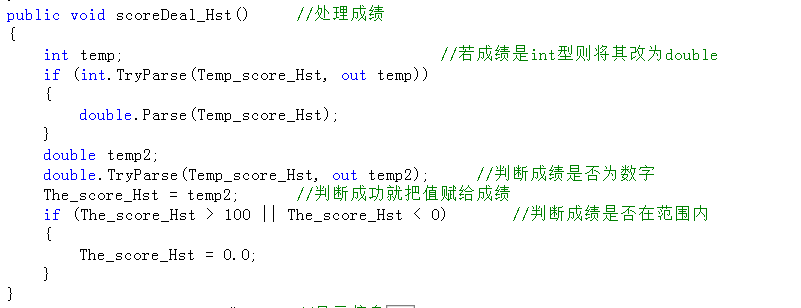 public void scoreDeal_Hst() //处理成绩
{
int temp; //若成绩是int型则将其改为double
if (int.TryParse(Temp_score_Hst, out temp))
{
double.Parse(Temp_score_Hst);
}
double temp2;
double.TryParse(Temp_score_Hst, out temp2); //判断成绩是否为数字
The_score_Hst = temp2; //判断成功就把值赋给成绩
if (The_score_Hst > 100 || The_score_Hst < 0) //判断成绩是否在范围内
{
The_score_Hst = 0.0;
}
}